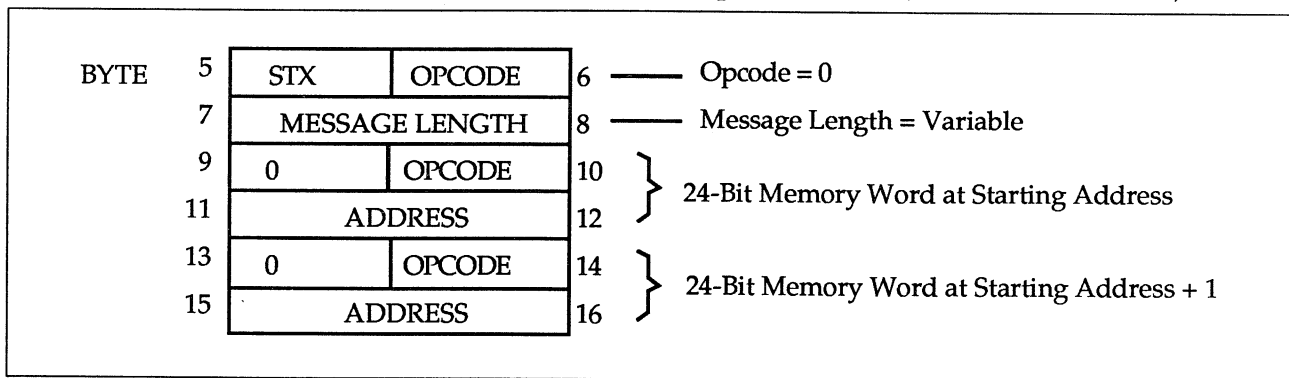 BYTE 5 STX OPCODE 6 Opcode = 0
7 MESSAGE LENGTH 8 Message Length = Variable
9 0 OPCODE 10
24-Bit Memory Word at Starting Address
11 ADDRESS 12
13 0 OPCODE 14
24-Bit Memory Word at Starting Address + 1
15 ADDRESS 16